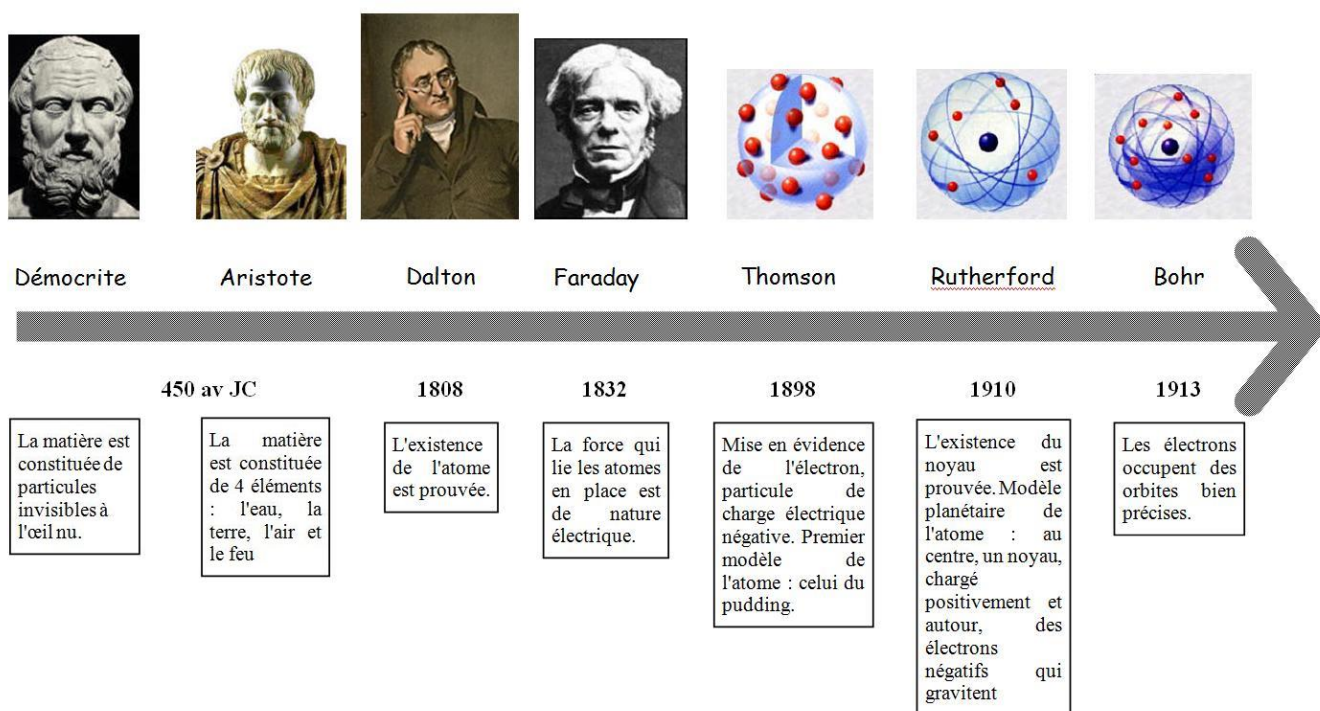 Démocrite
Aristote
Dalton
Faraday
Thomson
Rutherford
Bohr
450 av JC
1808
1832
1898
1910
1913
La matière est
constituée de
particules
invisibles à
l'œil nu.
La matière
est constituée
de 4 éléments
: l'eau, la
terre, l'air et
le feu
L'existence
de l'atome
est prouvée.
La force qui
lie les atomes
en place est
de nature
électrique.
Mise en évidence
de l'électron,
particule de
charge électrique
négative. Premier
modèle de
l'atome : celui du
pudding.
L'existence du
noyau est
prouvée. Modèle
planétaire de
l'atome : au
centre, un noyau,
chargé
positivement et
autour, des
électrons
négatifs qui
gravitent
Les électrons
occupent des
orbites bien
précises.